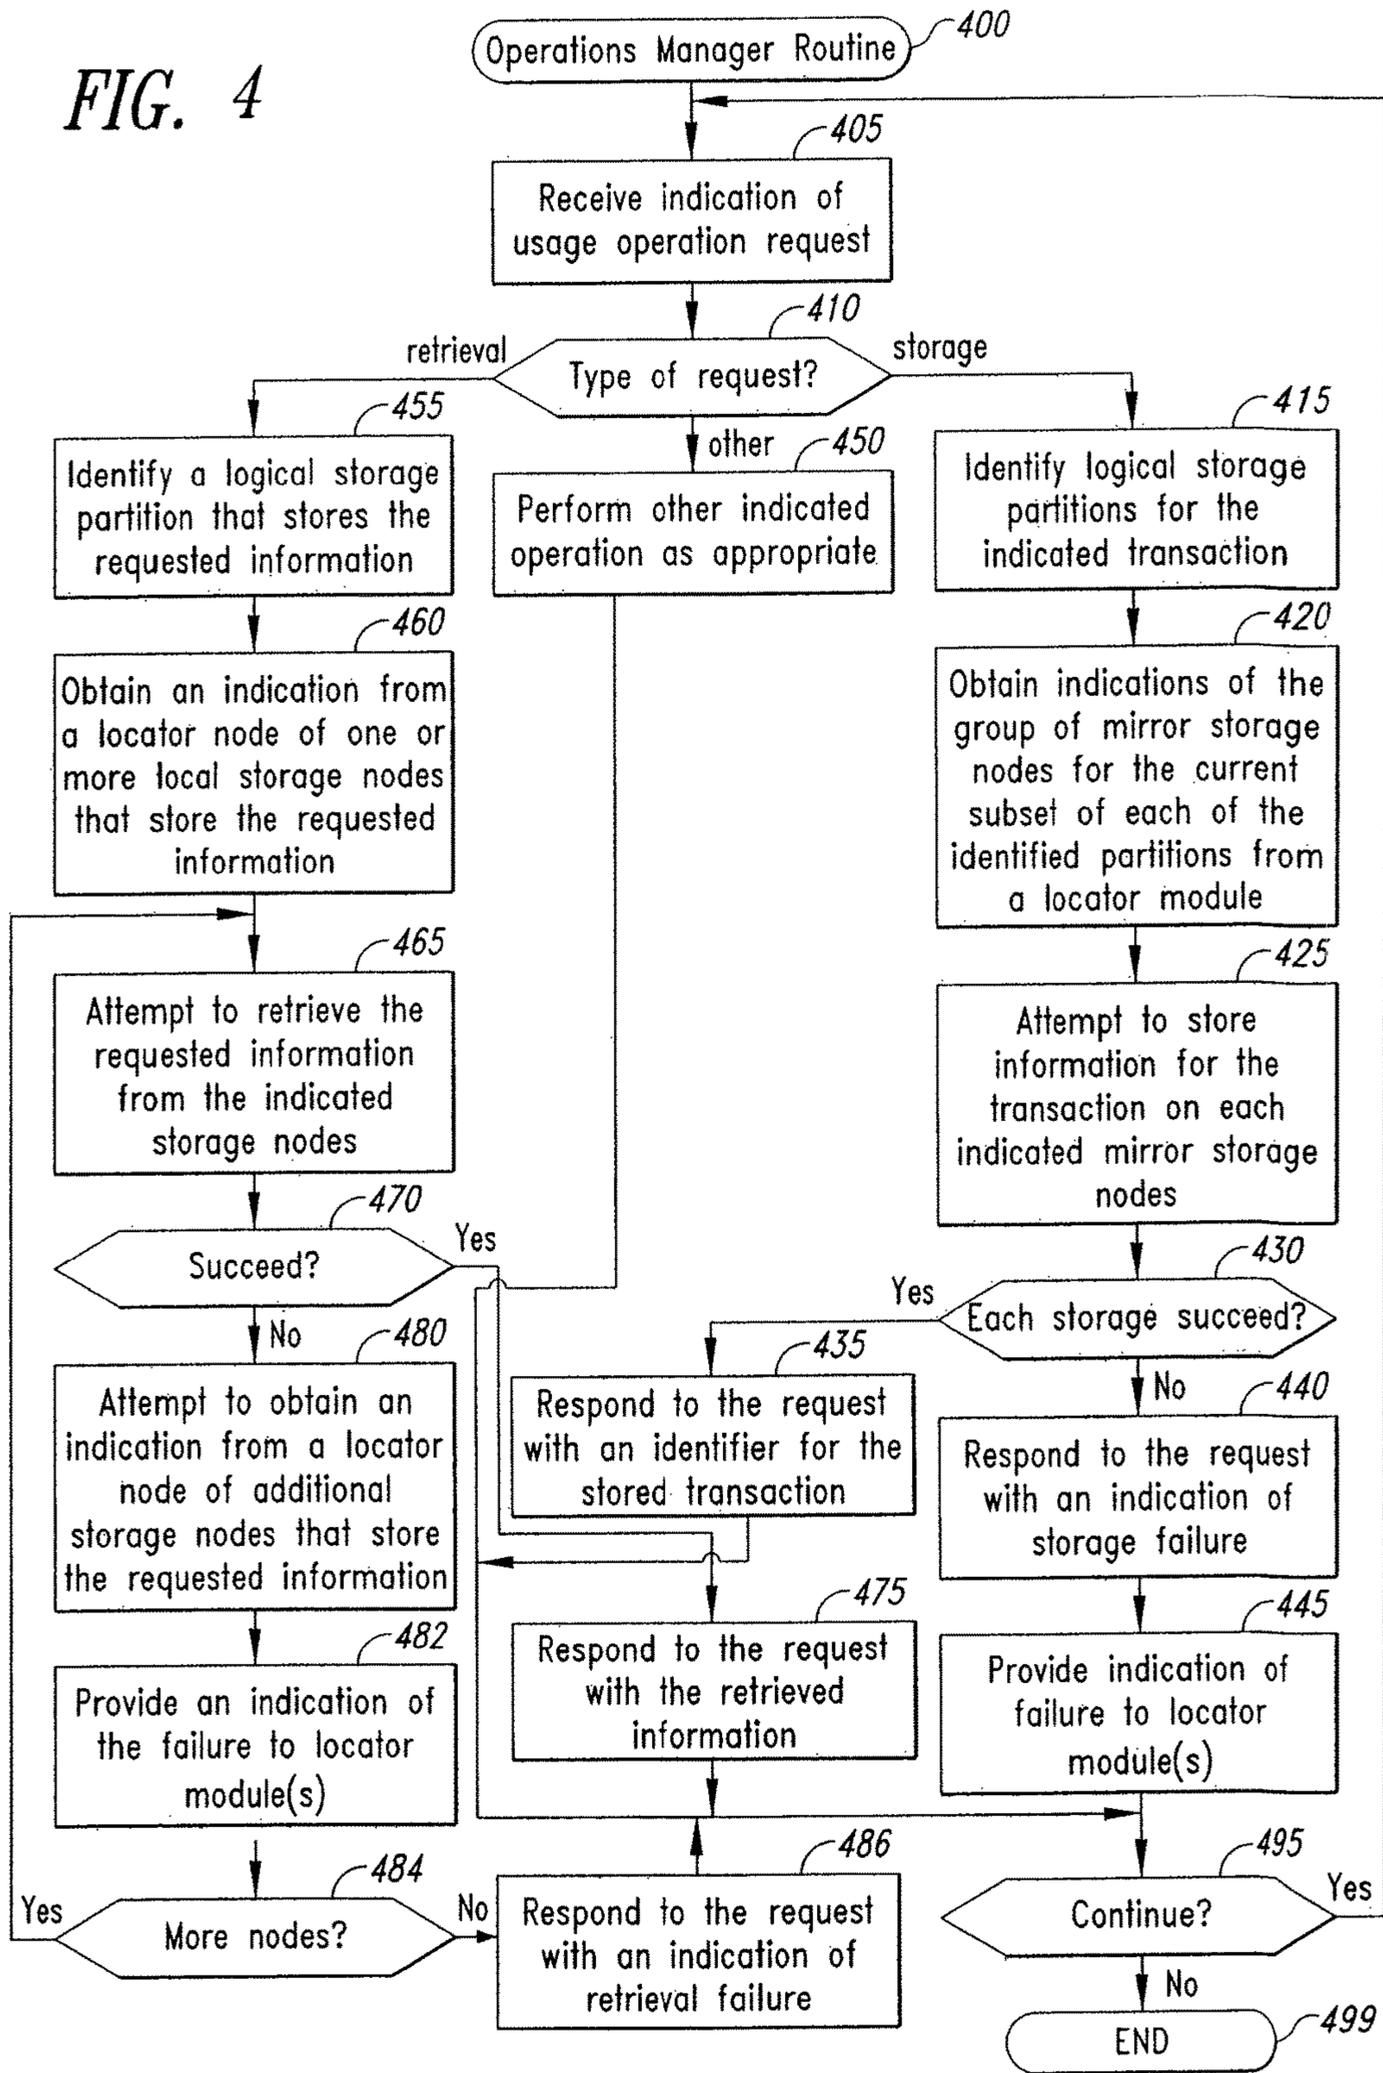 FIG. 4
Operations Manager Routine
400
405
Receive indication of
usage operation request
410
Type of request?
retrieval
storage
other
455
Identify a logical storage
partition that stores the
requested information
450
Perform other indicated
operation as appropriate
415
Identify logical storage
partitions for the
indicated transaction
460
Obtain an indication from
a locator node of one or
more local storage nodes
that store the requested
information
420
Obtain indications of the
group of mirror storage
nodes for the current
subset of each of the
identified partitions from
a locator module
465
Attempt to retrieve the
requested information
from the indicated
storage nodes
425
Attempt to store
information for the
transaction on each
indicated mirror storage
nodes
470
Succeed?
Yes
No
430
Each storage succeed?
Yes
No
480
Attempt to obtain an
indication from a locator
node of additional
storage nodes that store
the requested information
435
Respond to the request
with an identifier for the
stored transaction
440
Respond to the request
with an indication of
storage failure
482
Provide an indication of
the failure to locator
module(s)
475
Respond to the request
with the retrieved
information
445
Provide indication of
failure to locator
module(s)
484
More nodes?
Yes
No
486
Respond to the request
with an indication of
retrieval failure
495
Continue?
Yes
No
END
499